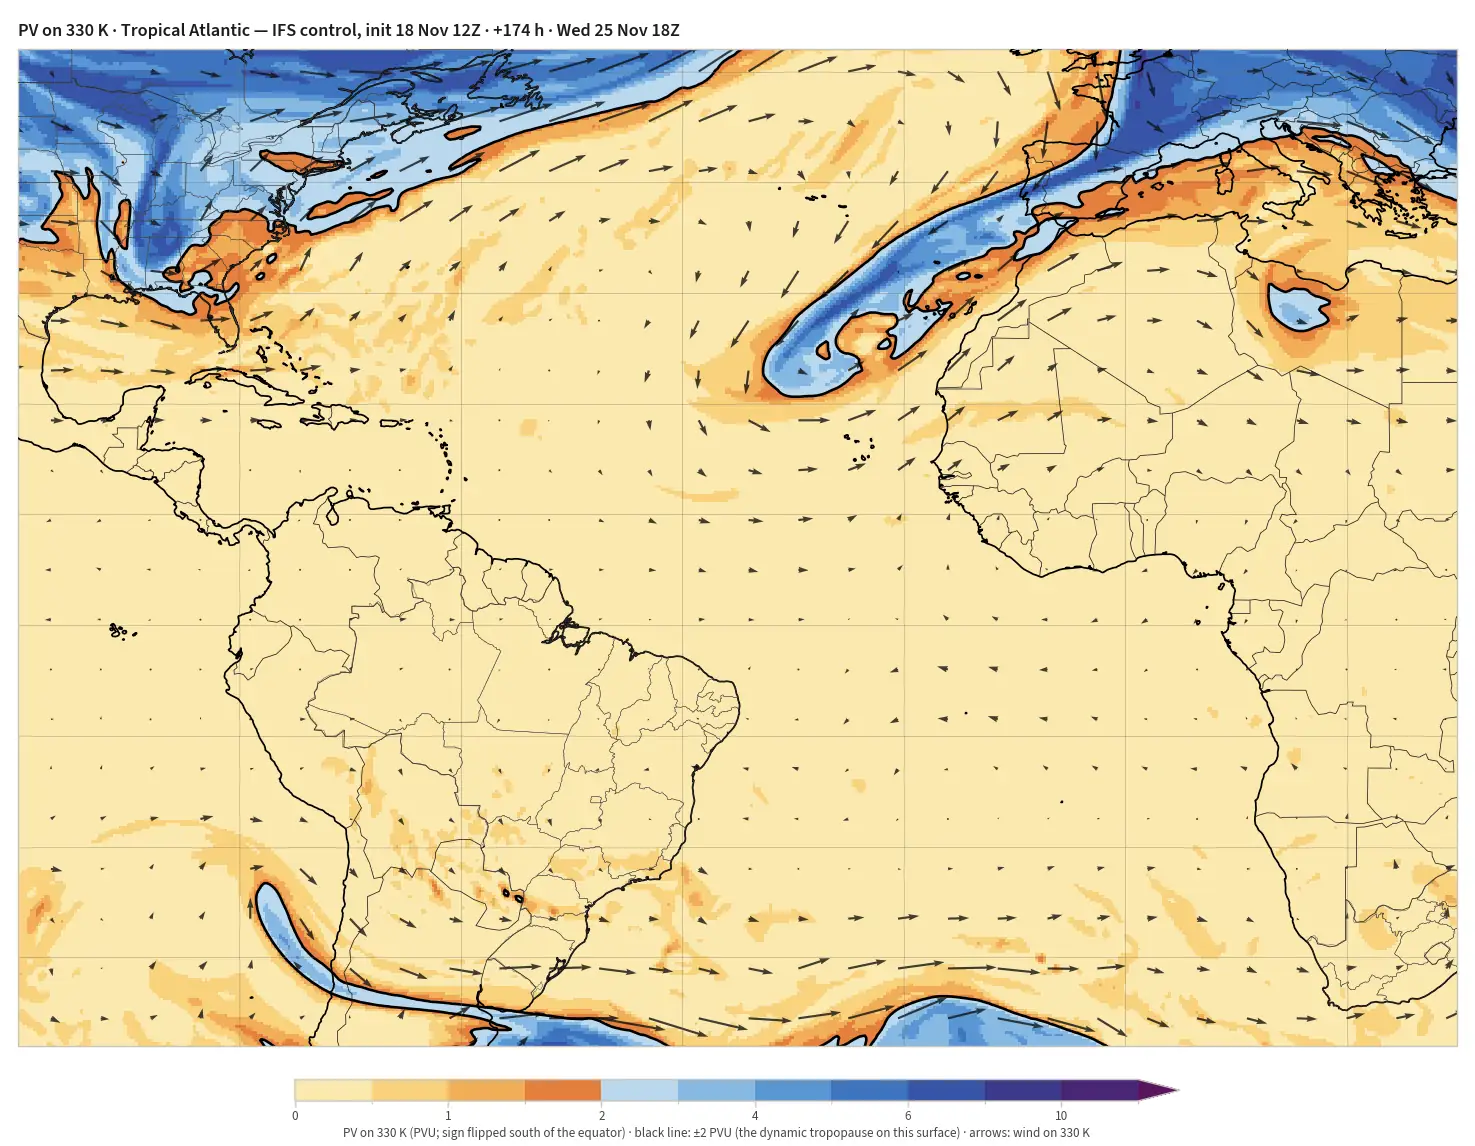 PV on 330 K · Tropical Atlantic — IFS control, init 18 Nov 12Z · +174 h · Wed 25 Nov 18Z
0 1 2 4 6 10
PV on 330 K (PVU; sign flipped south of the equator) · black line: ±2 PVU (the dynamic tropopause on this surface) · arrows: wind on 330 K